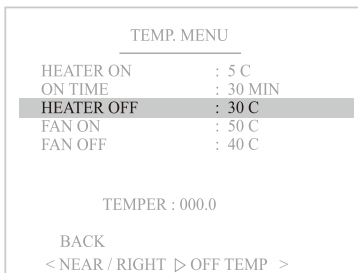 TEMP. MENU
HEATER ON : 5 C
ON TIME : 30 MIN
HEATER OFF : 30 C
FAN ON : 50 C
FAN OFF : 40 C
TEMPER : 000.0
BACK
< NEAR / RIGHT ▷ OFF TEMP >